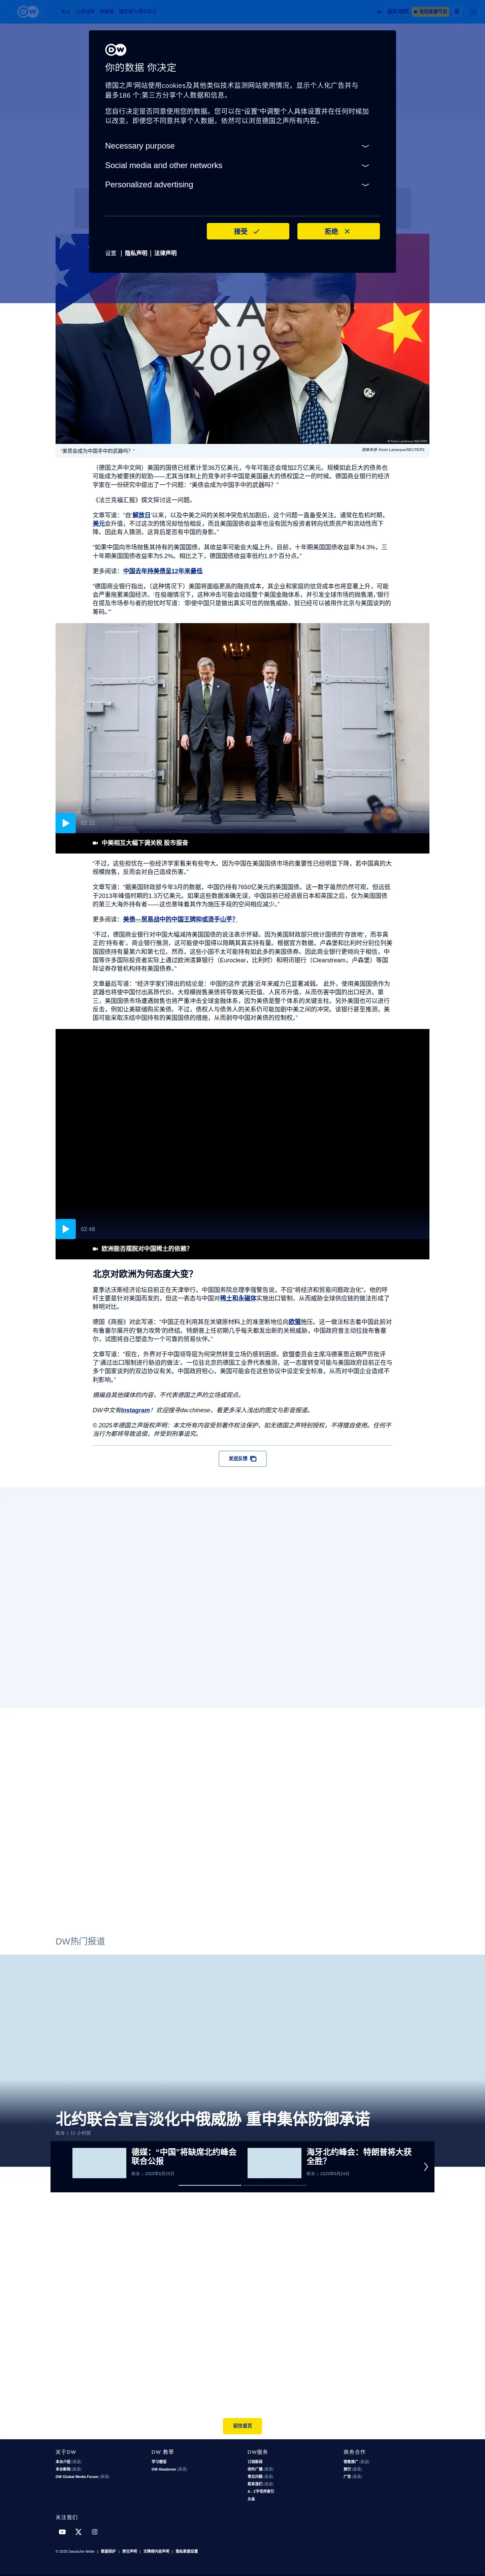 DW
你的数据 你决定
德国之声'网站使用cookies及其他类似技术监测网站使用情况，显示个人化广告并与
最多186 个;第三方分享个人数据和信息。
您自行决定是否同意使用您的数据。您可以在"设置"中调整个人具体设置并在任何时候加
以改变。即使您不同意共享个人数据，依然可以浏览德国之声所有内容。
Necessary purpose
Social media and other networks
Personalized advertising
接受
拒绝
设置 | 隐私声明 | 法律声明
2019
© Kevin Lamarque/REUTERS
"美债会成为中国手中的武器吗？"
图像来源: Kevin Lamarque/REUTERS
（德国之声中文网）美国的国债已经累计至36万亿美元，今年可能还会增加2万亿美元。规模如此巨大的债务也
可能成为被要挟的软肋——尤其当体制上的竞争对手中国是美国最大的债权国之一的时候。德国商业银行的经济
学家在一份研究中提出了一个问题："美债会成为中国手中的武器吗？"
《法兰克福汇报》撰文探讨这一问题。
文章写道："自'解放日'以来，以及中美之间的关税冲突危机加剧后，这个问题一直备受关注。通常在危机时期，
美元会升值，不过这次的情况却恰恰相反，而且美国国债收益率也没有因为投资者转向优质资产和流动性而下
降。因此有人猜测，这背后是否有中国的身影。"
"如果中国向市场抛售其持有的美国国债，其收益率可能会大幅上升。目前，十年期美国国债收益率为4.3%，三
十年期美国国债收益率为5.2%。相比之下，德国国债收益率低约1.8个百分点。"
更多阅读：中国去年持美债呈12年来最低
"德国商业银行指出，（这种情况下）美国将面临更高的融资成本，其企业和家庭的信贷成本也将显著上升，可能
会严重拖累美国经济。'在极端情况下，这种冲击可能会动摇整个美国金融体系，并引发全球市场的抛售潮，'银行
在提及市场参与者的担忧时写道：'即使中国只是做出真实可信的抛售威胁，就已经可以被用作北京与美国谈判的
筹码。'"
02:31
中美相互大幅下调关税 股市振奋
"不过，这些担忧在一些经济学家看来有些夸大。因为中国在美国国债市场的重要性已经明显下降，若中国真的大
规模抛售，反而会对自己造成伤害。"
文章写道："据美国财政部今年3月的数据，中国仍持有7650亿美元的美国国债，这一数字虽然仍然可观，但远低
于2013年峰值时期的1.3万亿美元。如果这些数据准确无误，中国目前已经退居日本和英国之后，仅为美国国债
的第三大海外持有者——这也意味着其作为施压手段的空间相应减少。"
更多阅读：美债—贸易战中的中国王牌抑或烫手山芋？
"不过，德国商业银行对中国大幅减持美国国债的说法表示怀疑。因为美国财政部只统计国债的'存放地'，而非真
正的'持有者'。商业银行推测，这可能使中国得以隐瞒其真实持有量。根据官方数据，卢森堡和比利时分别位列美
国国债持有量第六和第七位。然而，这些小国不太可能持有如此多的美国债券。因此商业银行更倾向于相信，中
国等许多国际投资者实际上通过欧洲清算银行（Euroclear，比利时）和明讯银行（Clearstream，卢森堡）等国
际证券存管机构持有美国债券。"
文章最后写道："经济学家们得出的结论是：中国的这件'武器'近年来威力已显著减弱。 此外，使用美国国债作为
武器也将使中国付出高昂代价。大规模抛售美债将导致美元贬值、人民币升值，从而伤害中国的出口经济。第
三，美国国债市场遭遇抛售也将严重冲击全球金融体系，因为美债是整个体系的关键支柱。另外美国也可以进行
反击，例如让美联储购买美债。不过，债权人与债务人的关系仍可能加剧中美之间的冲突。该银行甚至推测，美
国可能采取冻结中国持有的美国国债的措施，从而剥夺中国对美债的控制权。"
02:48
欧洲能否摆脱对中国稀土的依赖?
北京对欧洲为何态度大变？
夏季达沃斯经济论坛目前正在天津举行。中国国务院总理李强警告说，不应"将经济和贸易问题政治化"。他的呼
吁主要是针对美国而发的，但这一表态与中国对稀土和永磁体实施出口管制、从而威胁全球供应链的做法形成了
鲜明对比。
德国《商报》对此写道："中国正在利用其在关键原材料上的准垄断地位向欧盟施压。这一做法标志着中国此前对
布鲁塞尔展开的'魅力攻势'的终结。特朗普上任初期几乎每天都发出新的关税威胁，中国政府曾主动拉拢布鲁塞
尔，试图将自己塑造为一个可靠的贸易伙伴。"
文章写道："现在，外界对于中国领导层为何突然转变立场仍感到困惑。欧盟委员会主席冯德莱恩近期严厉批评
了'通过出口限制进行胁迫的做法'。一位驻北京的德国工业界代表推测，这一态度转变可能与美国政府目前正在与
多个国家谈判的双边协议有关。中国政府担心，美国可能会在这些协议中设定安全标准，从而对中国企业造成不
利影响。"
摘编自其他媒体的内容，不代表德国之声的立场或观点。
DW中文有Instagram！欢迎搜寻dw.chinese，看更多深入浅出的图文与影音报道。
© 2025年德国之声版权声明：本文所有内容受到著作权法保护，如无德国之声特别授权，不得擅自使用。任何不
当行为都将导致追偿，并受到刑事追究。
发送反馈
DW热门报道
北约联合宣言淡化中俄威胁 重申集体防御承诺
政治 | 11 小时前
德媒："中国"将缺席北约峰会
联合公报
政治 | 2025年6月25日
海牙北约峰会：特朗普将大获
全胜？
政治 | 2025年6月24日
前往首页
关于DW
DW 教学
DW服务
商务合作
学习德语
订阅新闻
关注我们
© 2025 Deutsche Welle | 数据保护 | 责任声明 | 无障碍内容声明 | 隐私数据设置